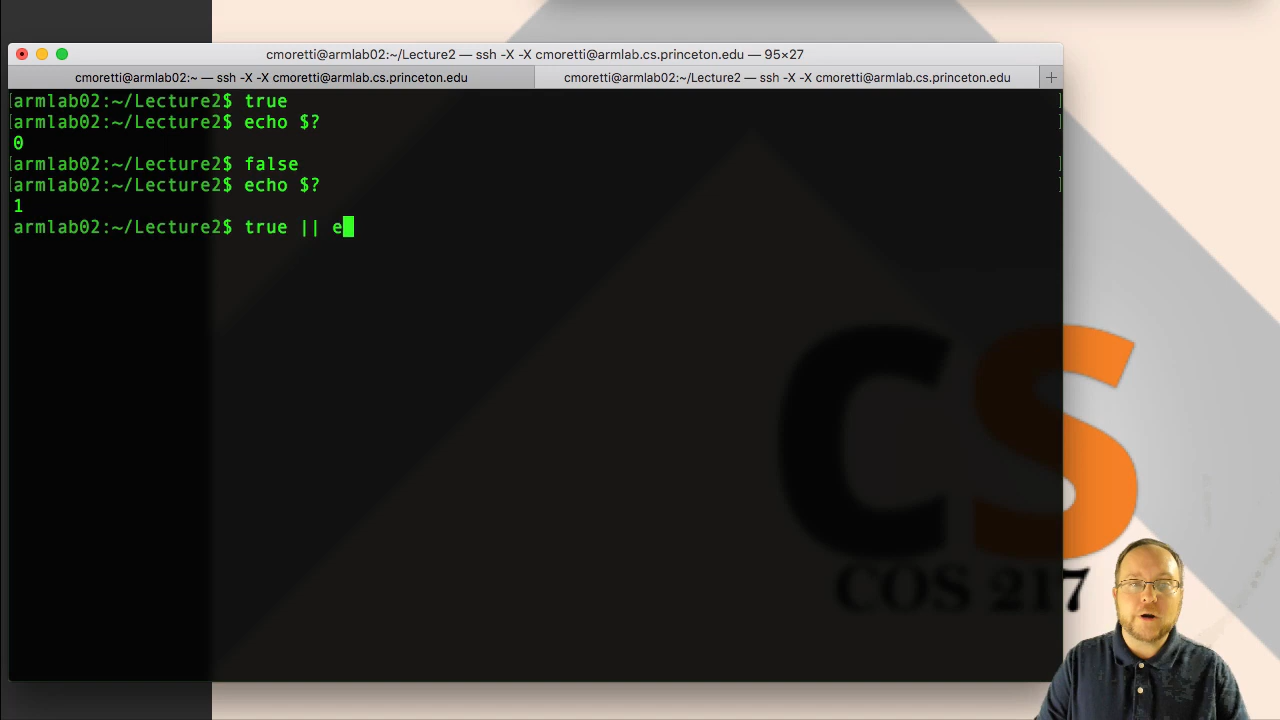 cmoretti@armlab02:~/Lecture2 — ssh -X -X cmoretti@armlab.cs.princeton.edu — 95×27
cmoretti@armlab02:~ — ssh -X -X cmoretti@armlab.cs.princeton.edu
cmoretti@armlab02:~/Lecture2 — ssh -X -X cmoretti@armlab.cs.princeton.edu +
[armlab02:~/Lecture2$ true ]
[armlab02:~/Lecture2$ echo $? ]
0
[armlab02:~/Lecture2$ false ]
[armlab02:~/Lecture2$ echo $? ]
1
armlab02:~/Lecture2$ true || e
CS
COS 217